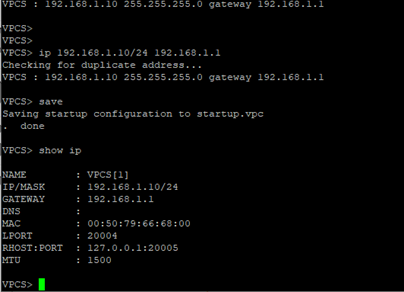 VPCS : 192.168.1.10 255.255.255.0 gateway 192.168.1.1
VPCS>
VPCS>
VPCS> ip 192.168.1.10/24 192.168.1.1
Checking for duplicate address...
VPCS : 192.168.1.10 255.255.255.0 gateway 192.168.1.1
VPCS> save
Saving startup configuration to startup.vpc
.  done
VPCS> show ip
NAME        : VPCS[1]
IP/MASK     : 192.168.1.10/24
GATEWAY     : 192.168.1.1
DNS         :
MAC         : 00:50:79:66:68:00
LPORT       : 20004
RHOST:PORT  : 127.0.0.1:20005
MTU         : 1500
VPCS>